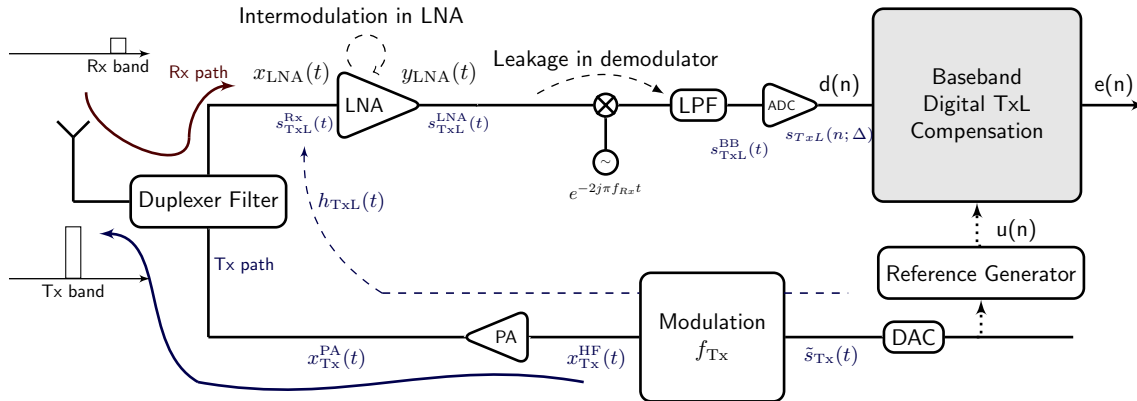 Intermodulation in LNA
Rx band
Rx path
x_LNA(t)
y_LNA(t)
LNA
s^Rx_TxL(t)
s^LNA_TxL(t)
Leakage in demodulator
~
e^{-2jπf_{Rx}t}
LPF
s^BB_TxL(t)
ADC
d(n)
s_TxL(n; Δ)
Baseband
Digital TxL
Compensation
e(n)
Duplexer Filter
h_TxL(t)
u(n)
Tx band
Tx path
Reference Generator
PA
x^PA_Tx(t)
x^HF_Tx(t)
Modulation
f_Tx
s̃_Tx(t)
DAC